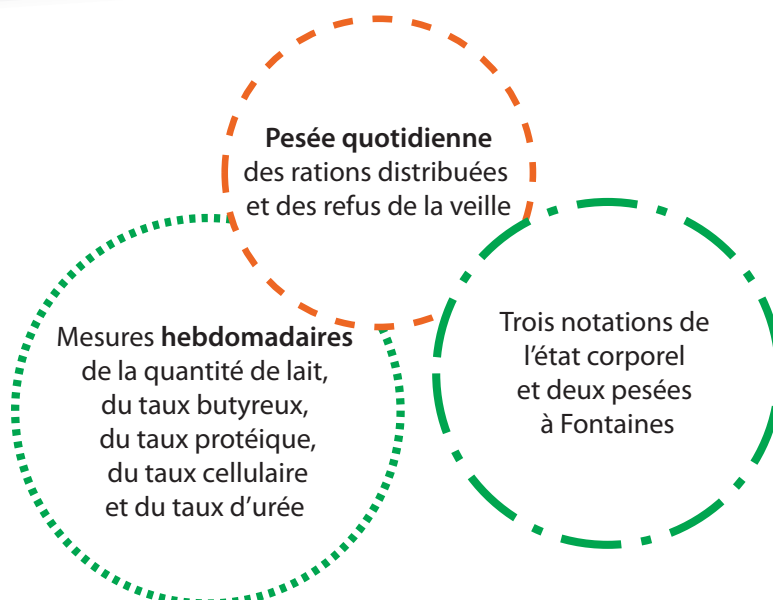 Pesée quotidienne
des rations distribuées
et des refus de la veille
Mesures hebdomadaires
de la quantité de lait,
du taux butyreux,
du taux protéique,
du taux cellulaire
et du taux d'urée
Trois notations de
l'état corporel
et deux pesées
à Fontaines